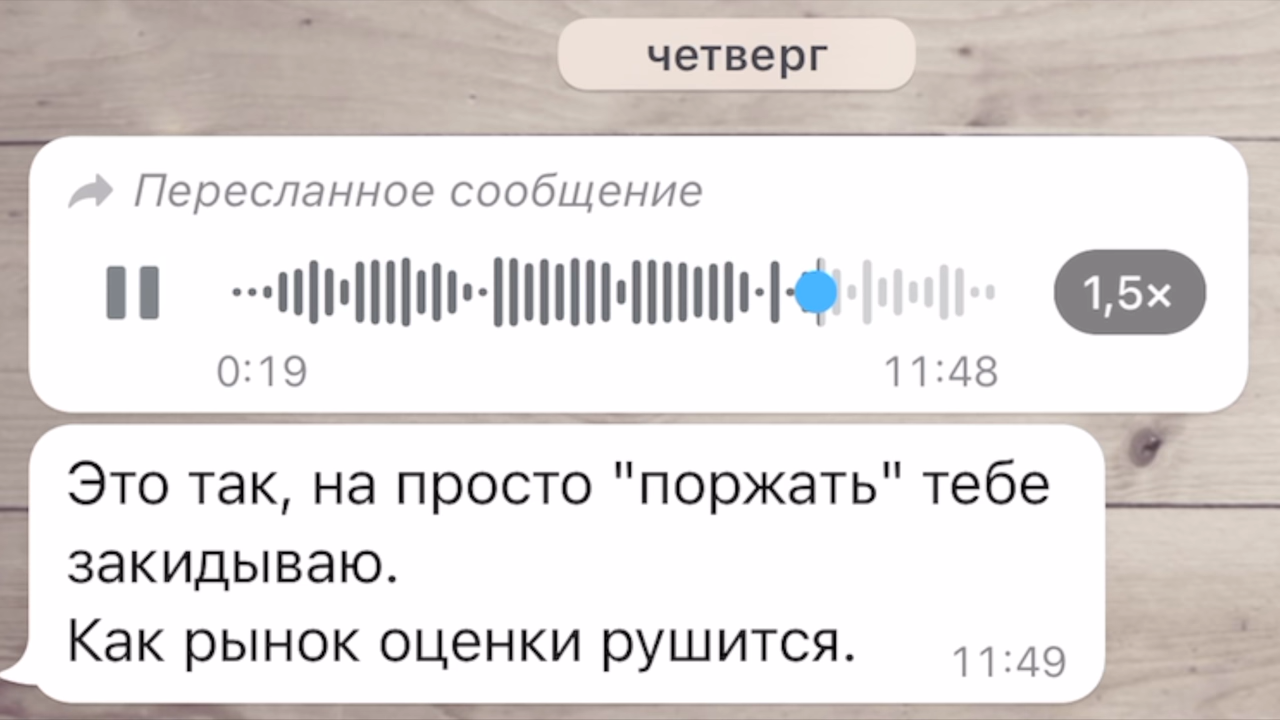 четверг
Пересланное сообщение
1,5×
0:19
11:48
Это так, на просто "поржать" тебе
закидываю.
Как рынок оценки рушится.
11:49